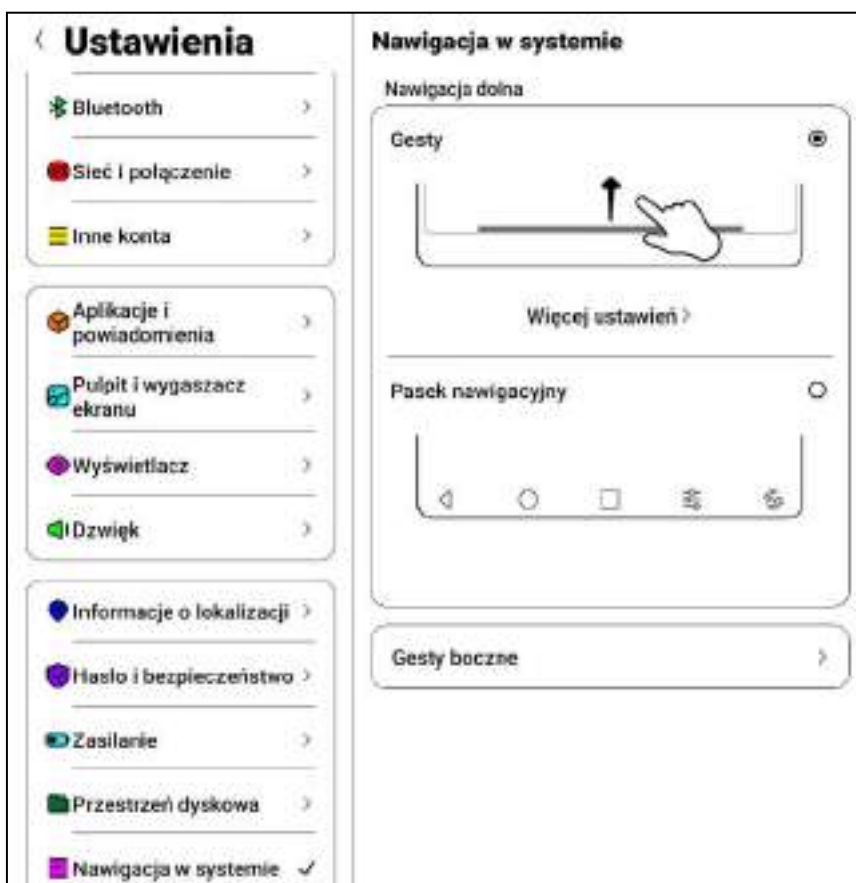 Ustawienia
Bluetooth
Sieć i połączenie
Inne konta
Aplikacje i
powiadomienia
Pulpit i wygaszacz
ekranu
Wyświetlacz
Dzwięk
Informacje o lokalizacji
Hasło i bezpieczeństwo
Zasilanie
Przestrzeń dyskowa
Nawigacja w systemie
Nawigacja w systemie
Nawigacja dolna
Gesty
Więcej ustawień
Pasek nawigacyjny
Gesty boczne